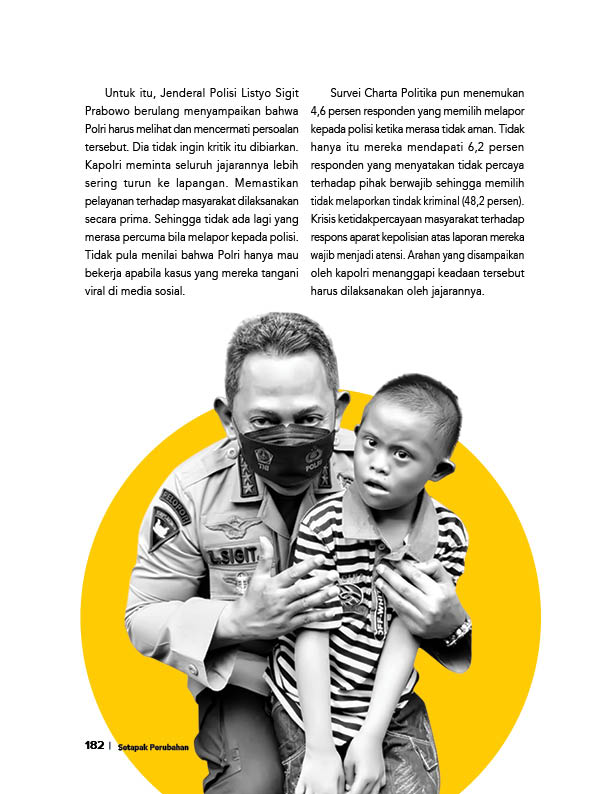 Untuk itu, Jenderal Polisi Listyo Sigit
Prabowo berulang menyampaikan bahwa
Polri harus melihat dan mencermati persoalan
tersebut. Dia tidak ingin kritik itu dibiarkan.
Kapolri meminta seluruh jajarannya lebih
sering turun ke lapangan. Memastikan
pelayanan terhadap masyarakat dilaksanakan
secara prima. Sehingga tidak ada lagi yang
merasa percuma bila melapor kepada polisi.
Tidak pula menilai bahwa Polri hanya mau
bekerja apabila kasus yang mereka tangani
viral di media sosial.
Survei Charta Politika pun menemukan
4,6 persen responden yang memilih melapor
kepada polisi ketika merasa tidak aman. Tidak
hanya itu mereka mendapati 6,2 persen
responden yang menyatakan tidak percaya
terhadap pihak berwajib sehingga memilih
tidak melaporkan tindak kriminal (48,2 persen).
Krisis ketidakpercayaan masyarakat terhadap
respons aparat kepolisian atas laporan mereka
wajib menjadi atensi. Arahan yang disampaikan
oleh kapolri menanggapi keadaan tersebut
harus dilaksanakan oleh jajarannya.
TNI
POLRI
L.SIGIT
OFF-WHIT
182 | Setapak Perubahan